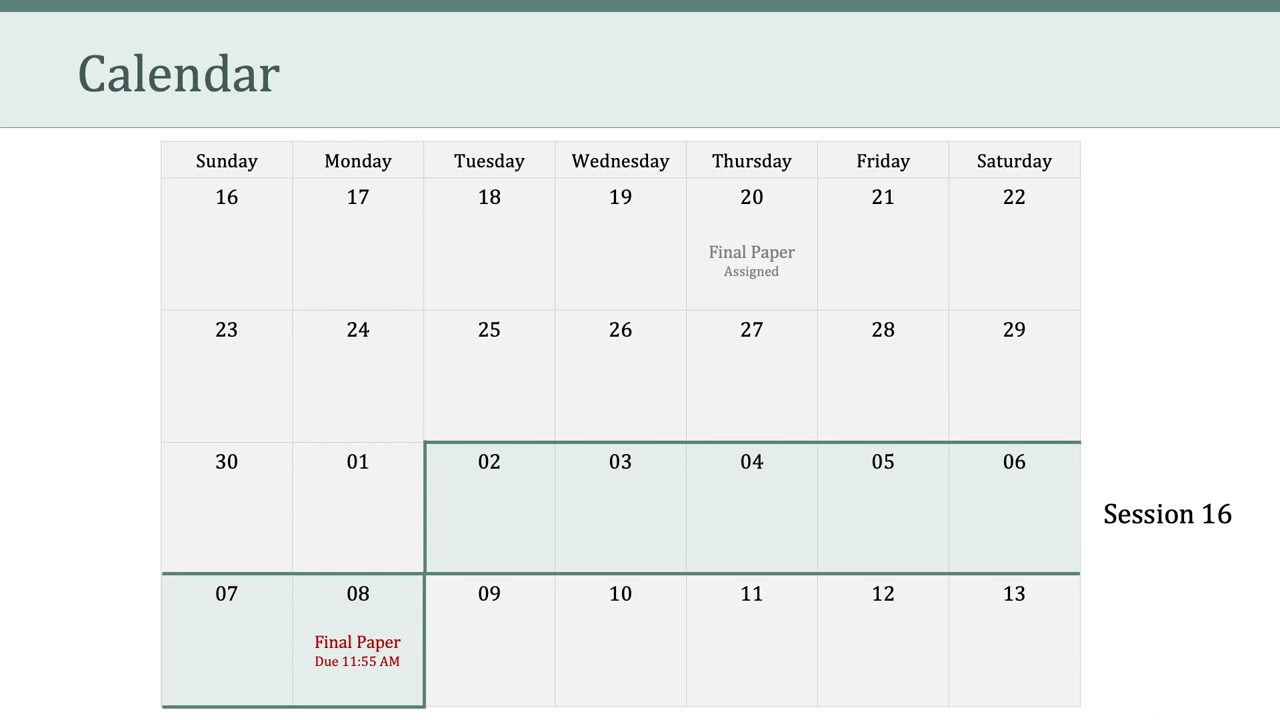 Calendar
Sunday Monday Tuesday Wednesday Thursday Friday Saturday
16 17 18 19 20 21 22
Final Paper
Assigned
23 24 25 26 27 28 29
30 01 02 03 04 05 06
Session 16
07 08 09 10 11 12 13
Final Paper
Due 11:55 AM